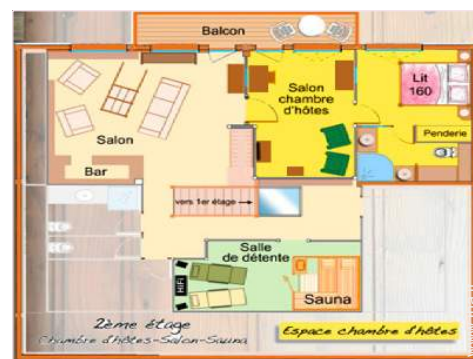 Balcon
Salon
chambre
d'hôtes
Lit
160
Salon
Penderie
Bar
vers 1er étage
Salle
de détente
HiFi
Sauna
2ème étage
Chambre d'hôtes-Salon-Sauna
Espace chambre d'hôtes